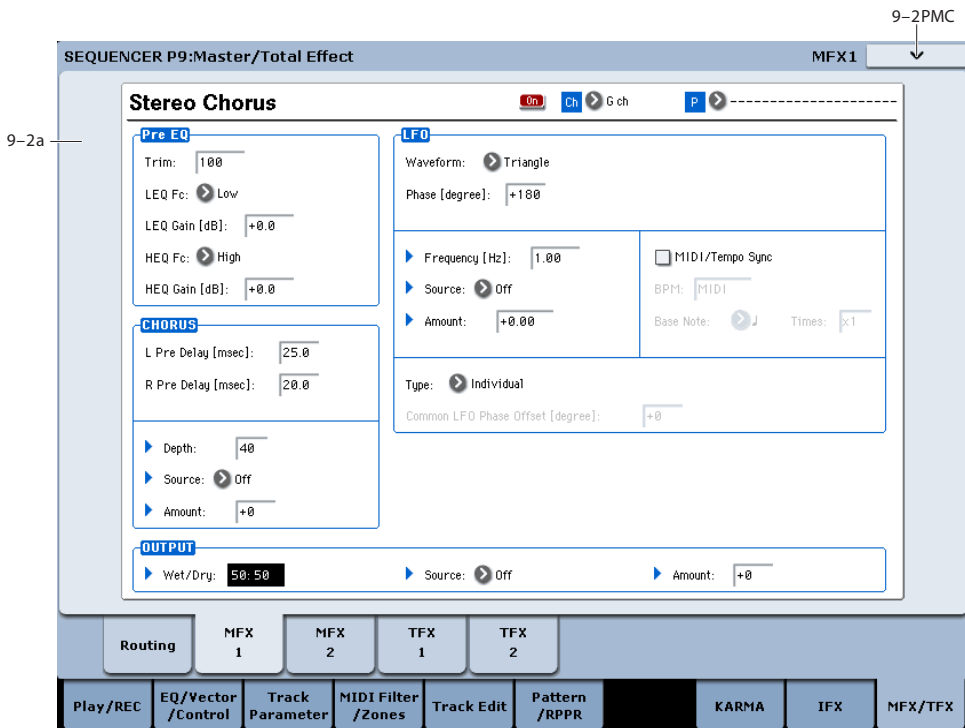 9–2PMC
SEQUENCER P9:Master/Total Effect
MFX1
9–2a
Stereo Chorus
On
Ch
G ch
P
----------------------
Pre EQ
Trim: 100
LEQ Fc: Low
LEQ Gain [dB]: +0.0
HEQ Fc: High
HEQ Gain [dB]: +0.0
CHORUS
L Pre Delay [msec]: 25.0
R Pre Delay [msec]: 20.0
Depth: 40
Source: Off
Amount: +0
LFO
Waveform: Triangle
Phase [degree]: +180
Frequency [Hz]: 1.00
Source: Off
Amount: +0.00
MIDI/Tempo Sync
BPM: MIDI
Base Note: ♩ Times: x1
Type: Individual
Common LFO Phase Offset [degree]: +0
OUTPUT
Wet/Dry: 50:50
Source: Off
Amount: +0
Routing
MFX
1
MFX
2
TFX
1
TFX
2
Play/REC
EQ/Vector
/Control
Track
Parameter
MIDI Filter
/Zones
Track Edit
Pattern
/RPPR
KARMA
IFX
MFX/TFX